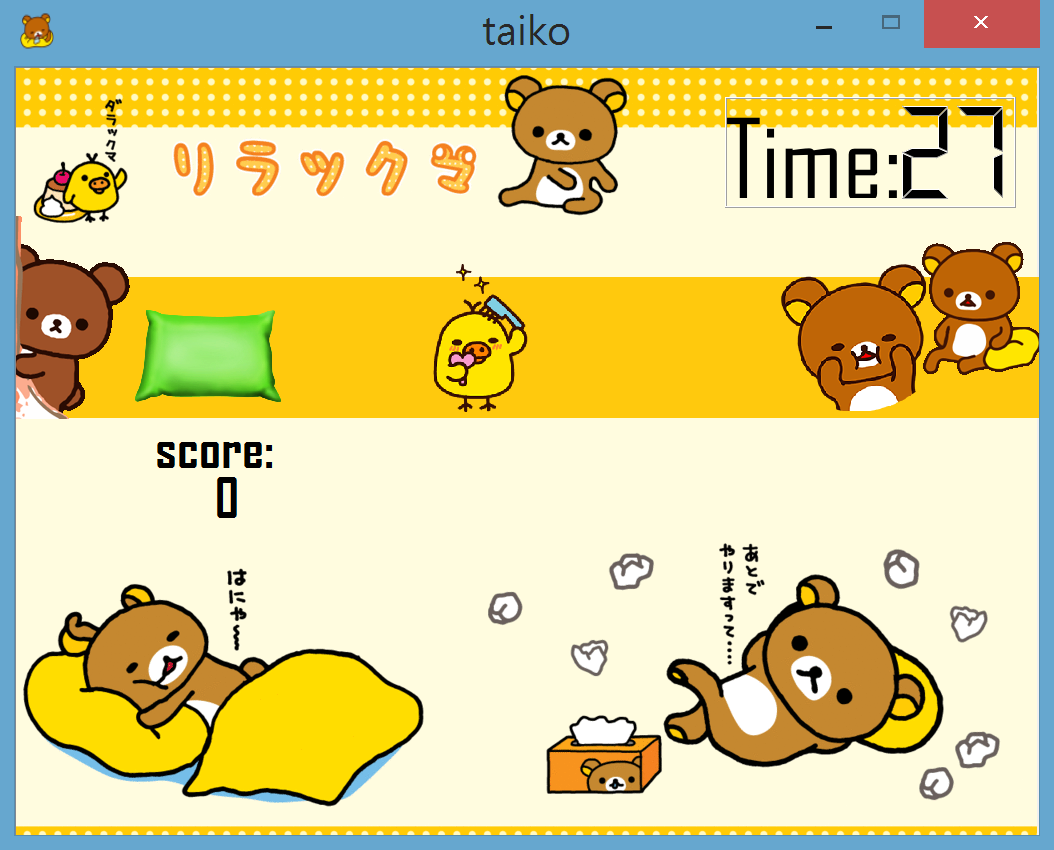 taiko
ダラックマ
リラックマ
Time:27
score:
0
はにゃ～
あとで
やりますって‥‥